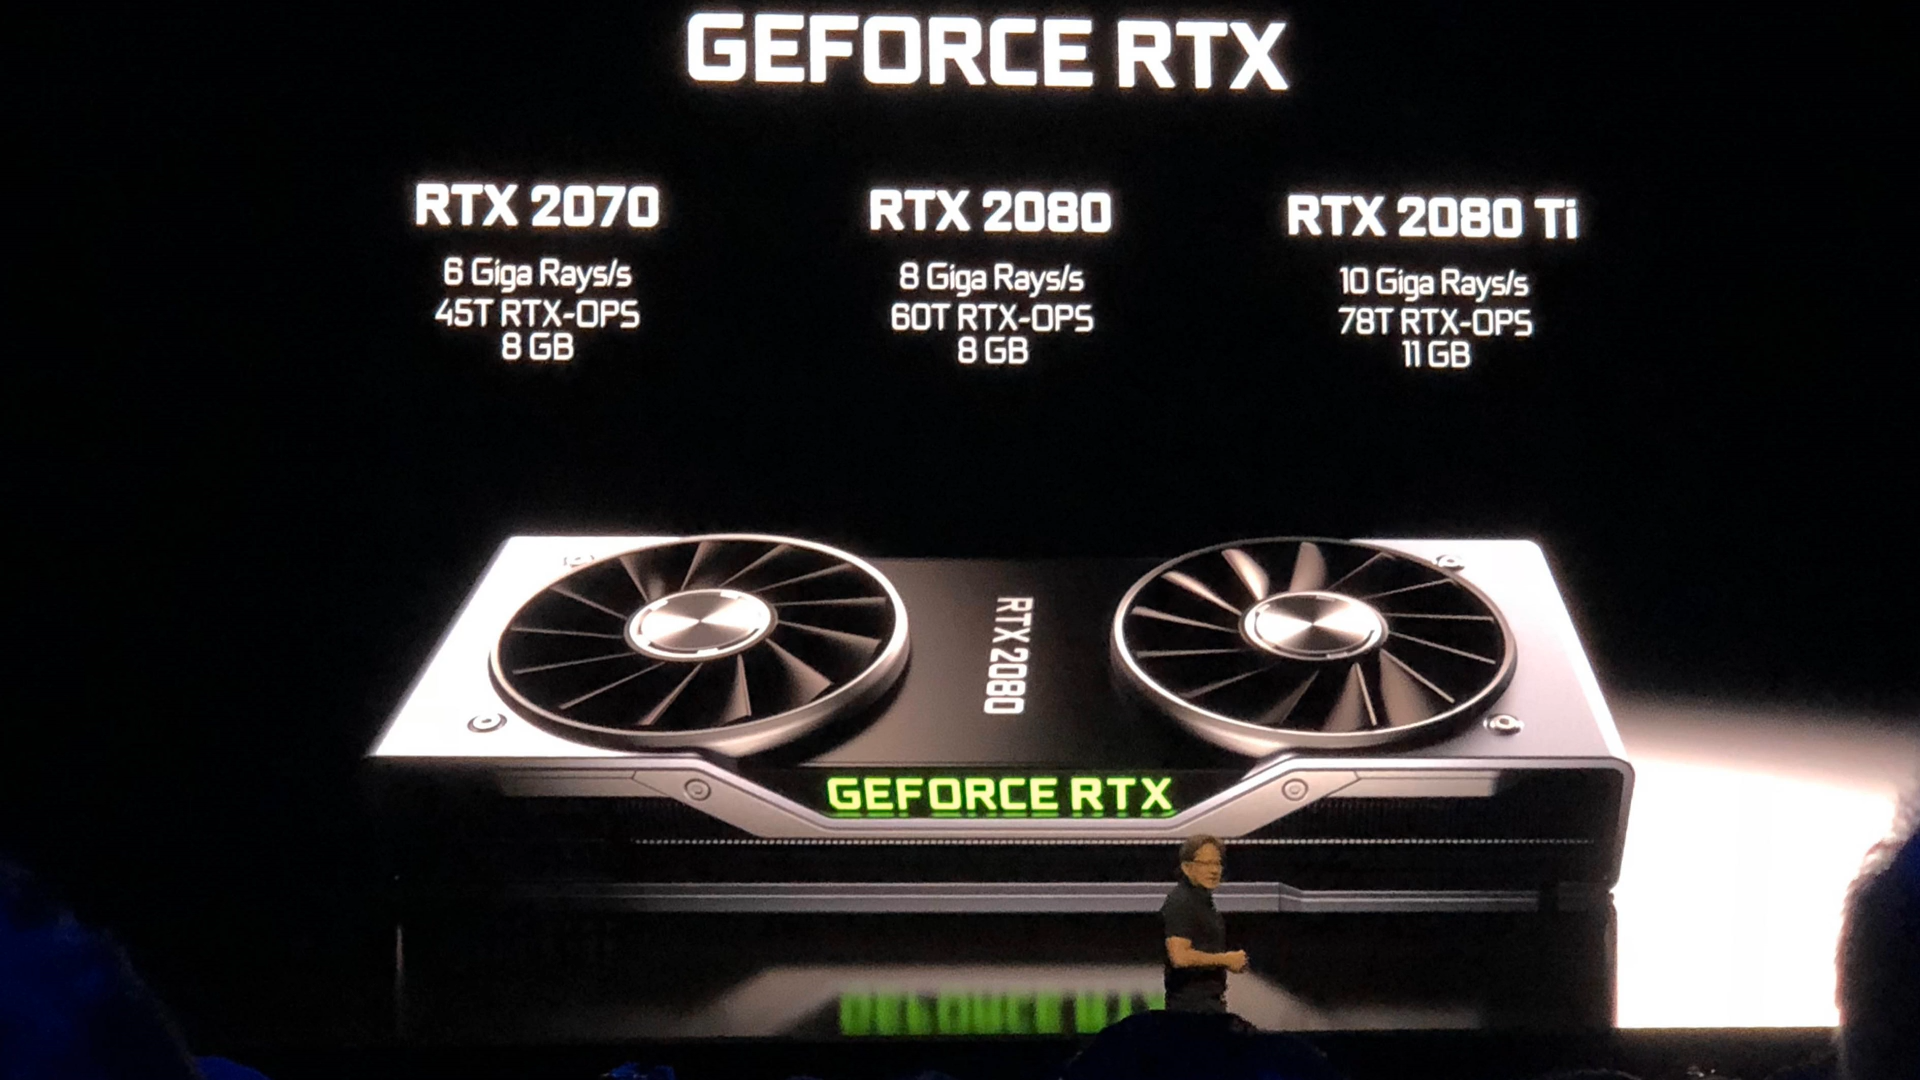 GEFORCE RTX
RTX 2070
6 Giga Rays/s
45T RTX-OPS
8 GB
RTX 2080
8 Giga Rays/s
60T RTX-OPS
8 GB
RTX 2080 Ti
10 Giga Rays/s
78T RTX-OPS
11 GB
RTX 2080
GEFORCE RTX